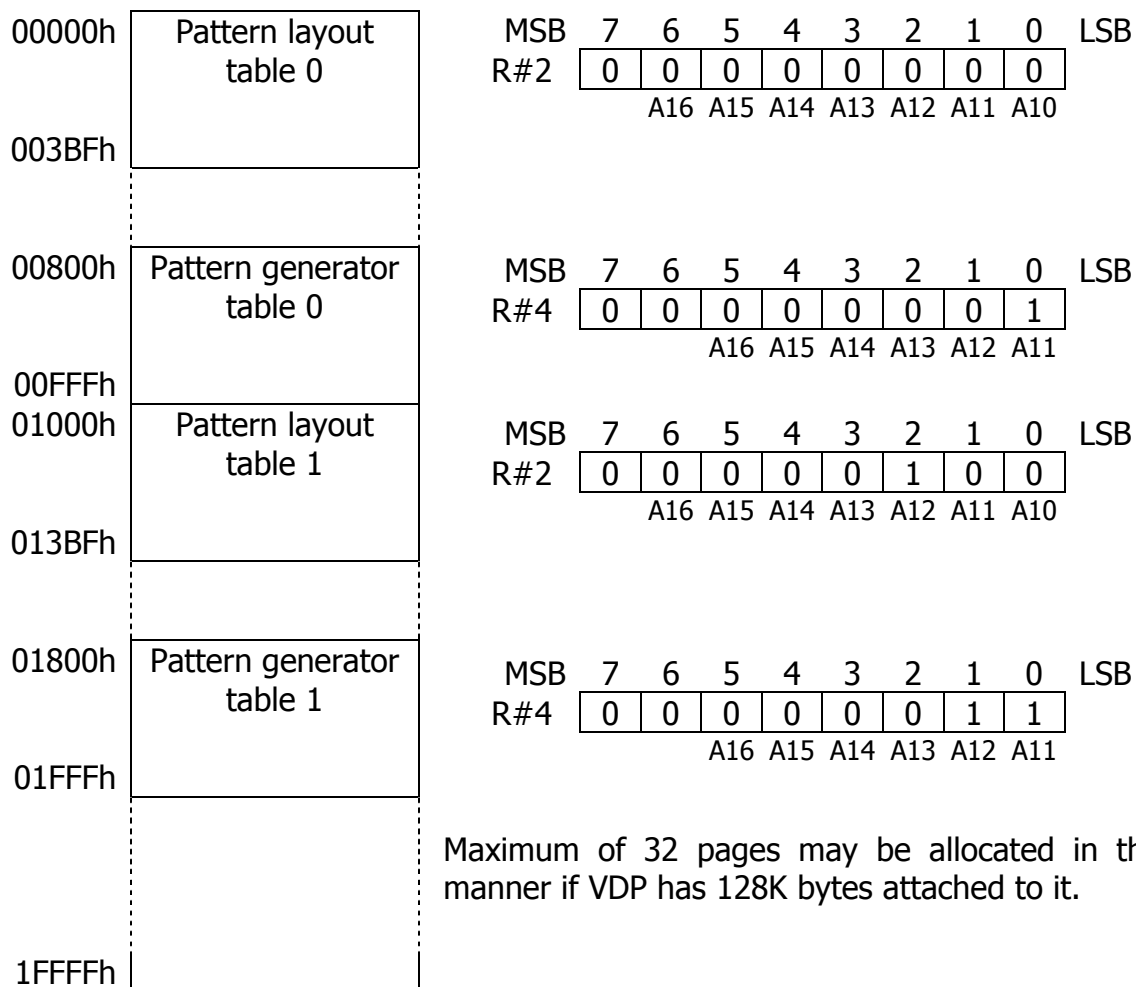 00000h Pattern layout MSB 7 6 5 4 3 2 1 0 LSB
table 0 R#2 0 0 0 0 0 0 0 0
A16 A15 A14 A13 A12 A11 A10
003BFh
00800h Pattern generator MSB 7 6 5 4 3 2 1 0 LSB
table 0 R#4 0 0 0 0 0 0 0 1
A16 A15 A14 A13 A12 A11
00FFFh
01000h Pattern layout MSB 7 6 5 4 3 2 1 0 LSB
table 1 R#2 0 0 0 0 0 1 0 0
A16 A15 A14 A13 A12 A11 A10
013BFh
01800h Pattern generator MSB 7 6 5 4 3 2 1 0 LSB
table 1 R#4 0 0 0 0 0 0 1 1
A16 A15 A14 A13 A12 A11
01FFFh
Maximum of 32 pages may be allocated in th
manner if VDP has 128K bytes attached to it.
1FFFFh